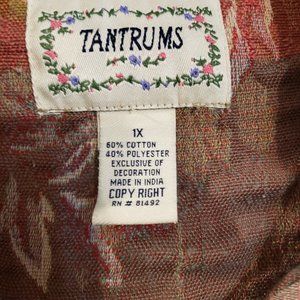 TANTRUMS
1X
60% COTTON
40% POLYESTER
EXCLUSIVE OF
DECORATION
MADE IN INDIA
COPY RIGHT
RN # 81492